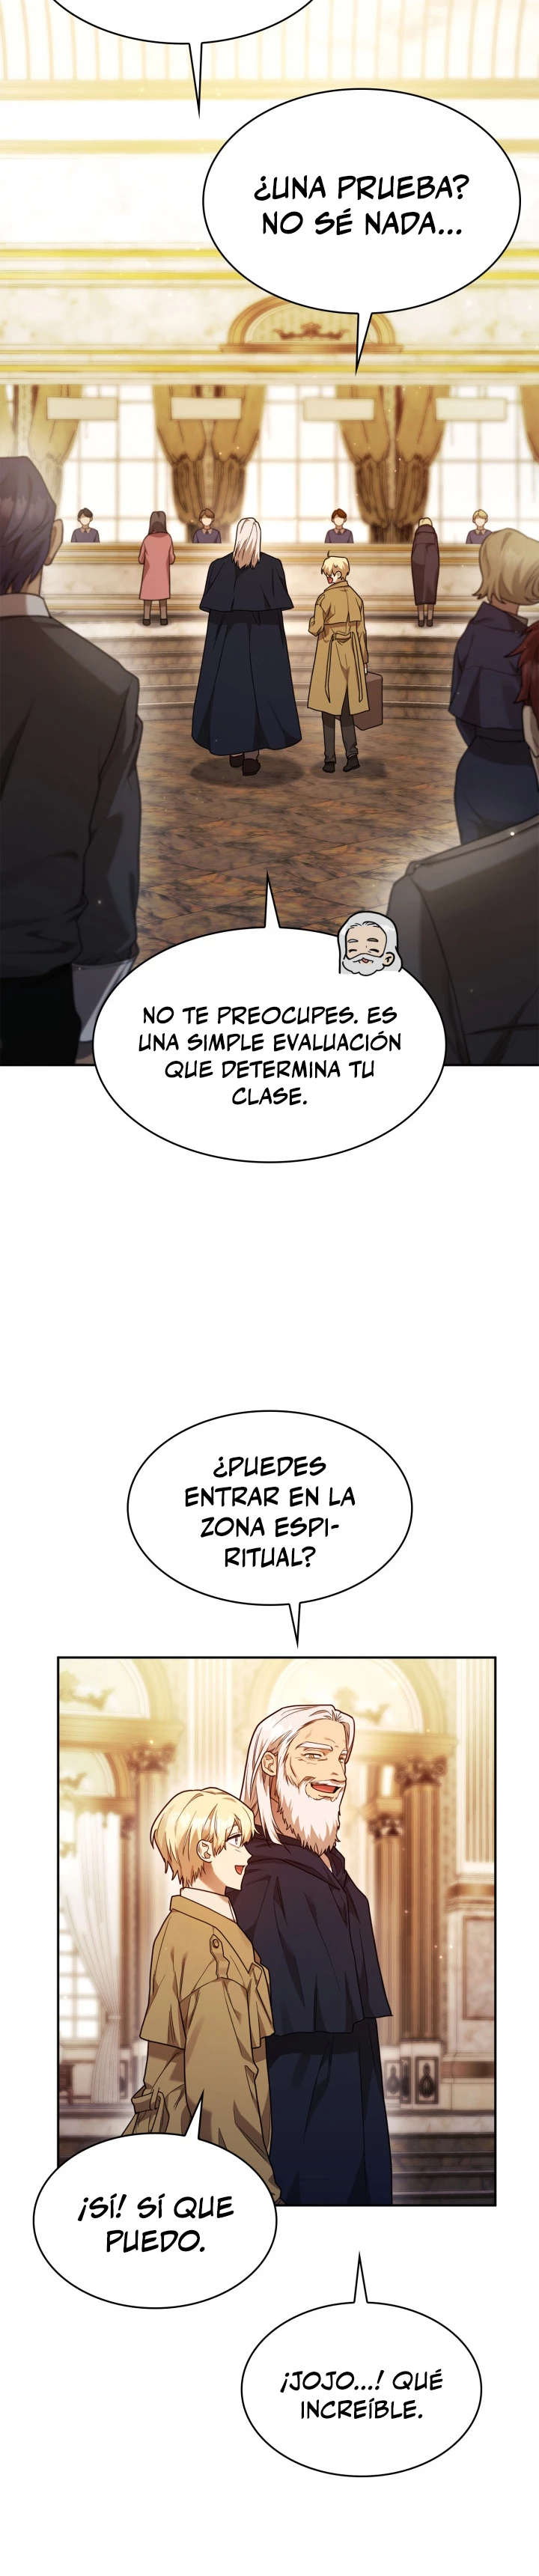 ¿UNA PRUEBA?
NO SÉ NADA...
NO TE PREOCUPES. ES
UNA SIMPLE EVALUACIÓN
QUE DETERMINA TU
CLASE.
¿PUEDES
ENTRAR EN LA
ZONA ESPI-
RITUAL?
¡SÍ! SÍ QUE
PUEDO.
¡JOJO...! QUÉ
INCREÍBLE.